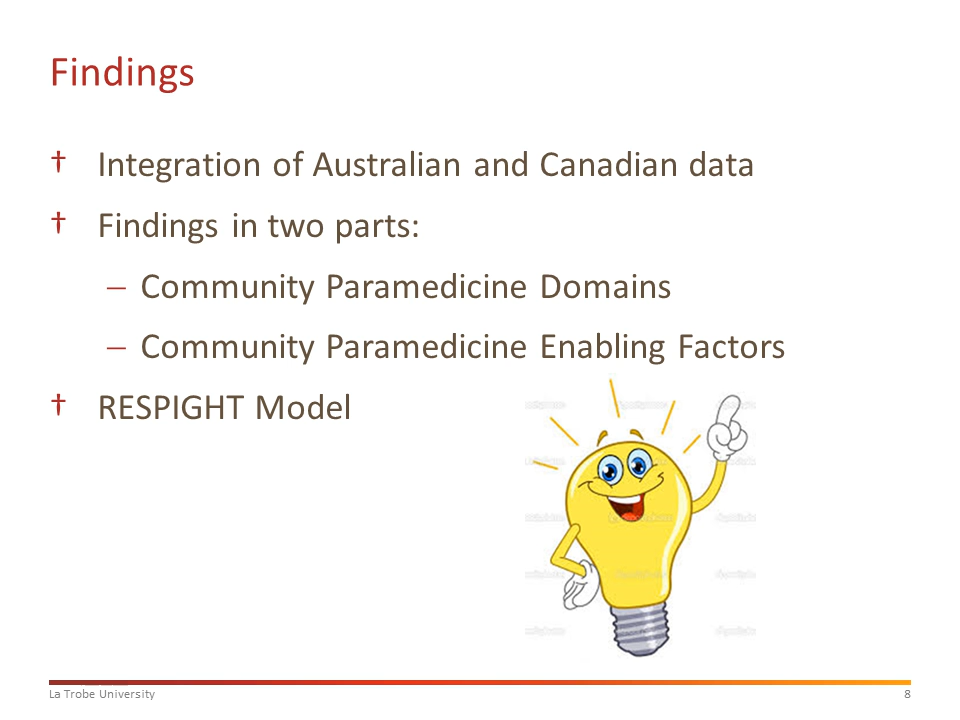 Findings
† Integration of Australian and Canadian data
† Findings in two parts:
– Community Paramedicine Domains
– Community Paramedicine Enabling Factors
† RESPIGHT Model
La Trobe University
8